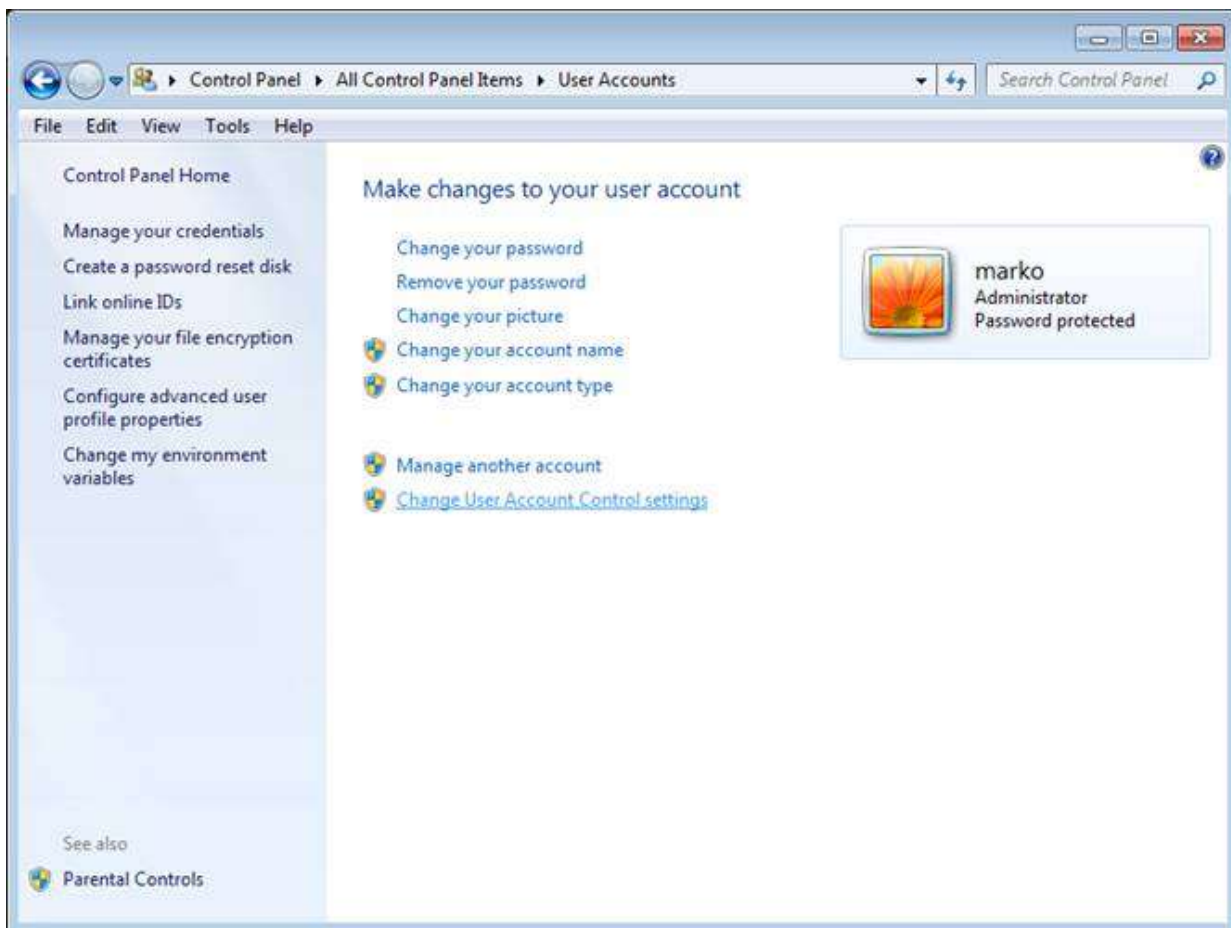 Control Panel ▸ All Control Panel Items ▸ User Accounts
Search Control Panel
File Edit View Tools Help
Control Panel Home
Manage your credentials
Create a password reset disk
Link online IDs
Manage your file encryption
certificates
Configure advanced user
profile properties
Change my environment
variables
See also
Parental Controls
Make changes to your user account
Change your password
Remove your password
Change your picture
Change your account name
Change your account type
Manage another account
Change User Account Control settings
marko
Administrator
Password protected